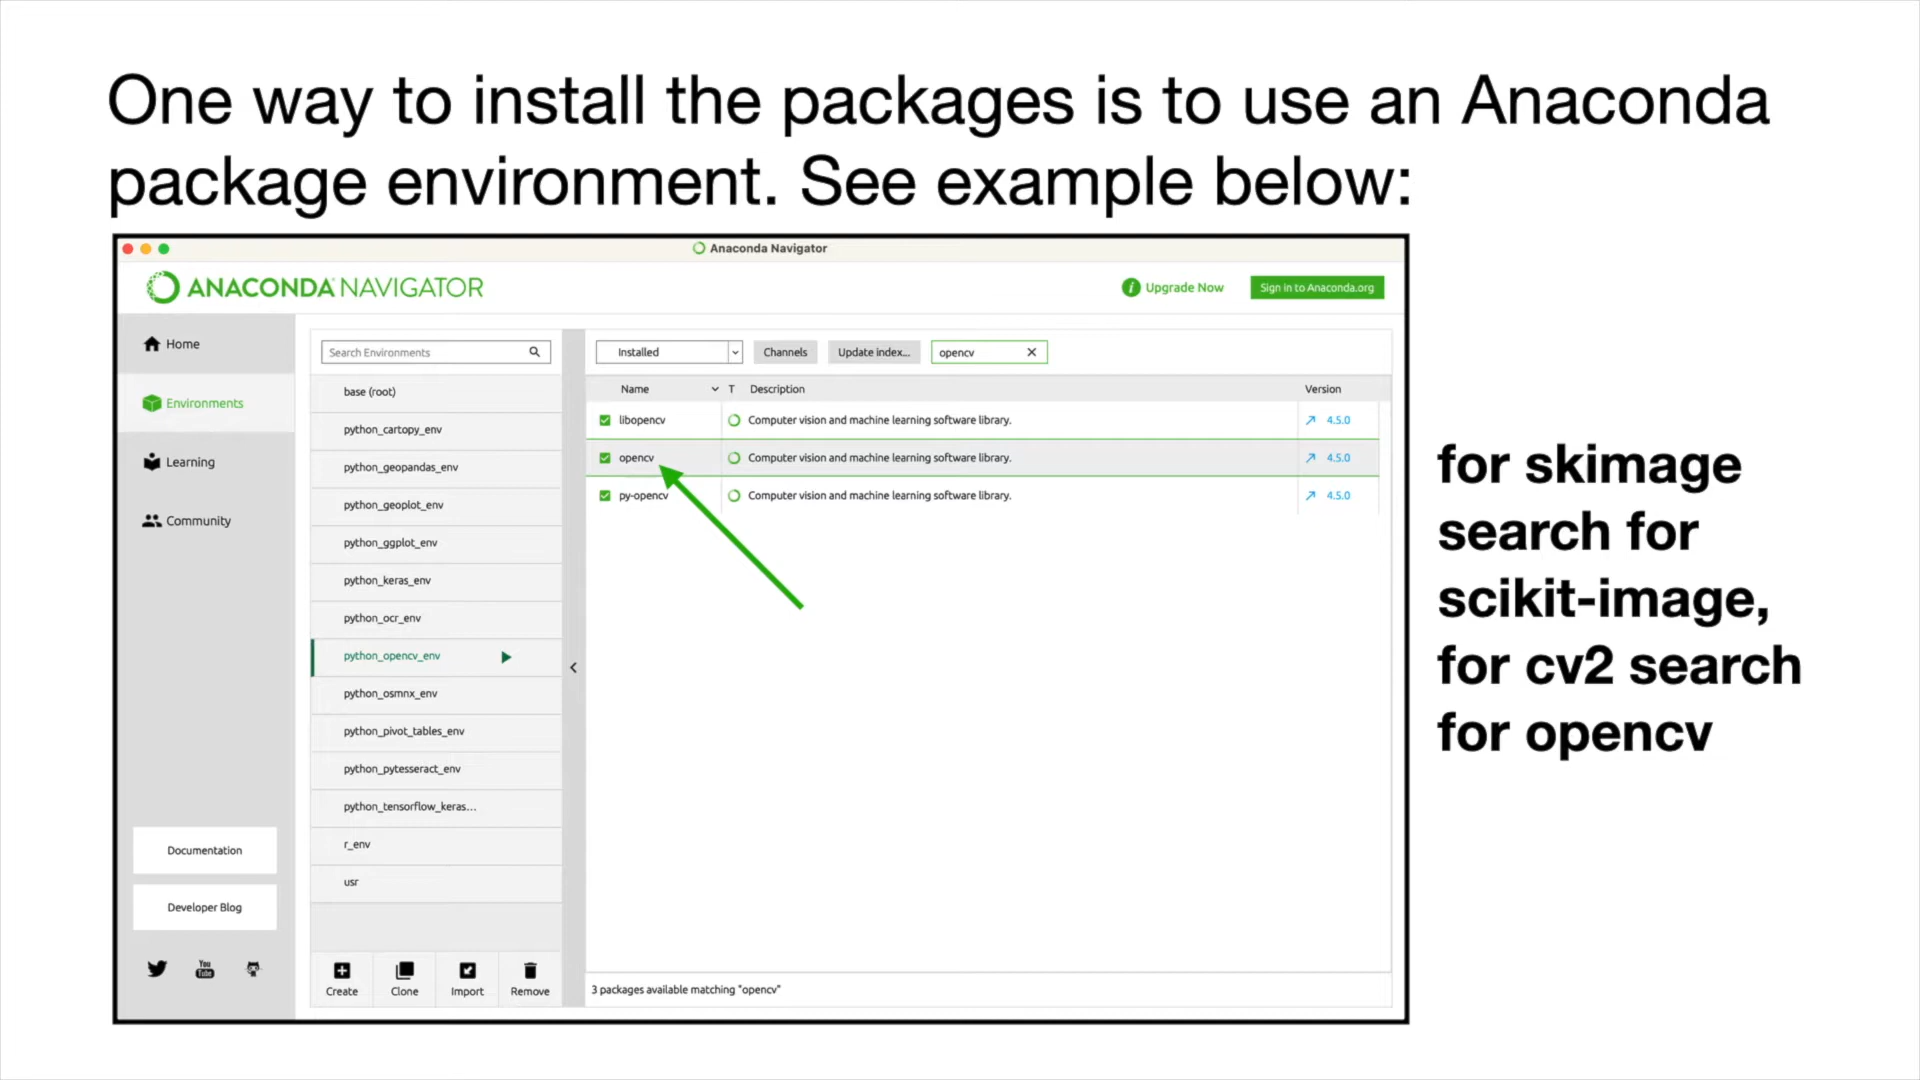 One way to install the packages is to use an Anaconda
package environment. See example below:
Anaconda Navigator
ANACONDA NAVIGATOR
Upgrade Now
Sign in to Anaconda.org
Home
Environments
Learning
Community
Documentation
Developer Blog
You
Tube
Search Environments
base (root)
python_cartopy_env
python_geopandas_env
python_geoplot_env
python_ggplot_env
python_keras_env
python_ocr_env
python_opencv_env
python_osmnx_env
python_pivot_tables_env
python_pytesseract_env
python_tensorflow_keras...
r_env
usr
Create Clone Import Remove
Installed Channels Update index... opencv
Name T Description Version
libopencv Computer vision and machine learning software library. 4.5.0
opencv Computer vision and machine learning software library. 4.5.0
py-opencv Computer vision and machine learning software library. 4.5.0
3 packages available matching "opencv"
for skimage
search for
scikit-image,
for cv2 search
for opencv